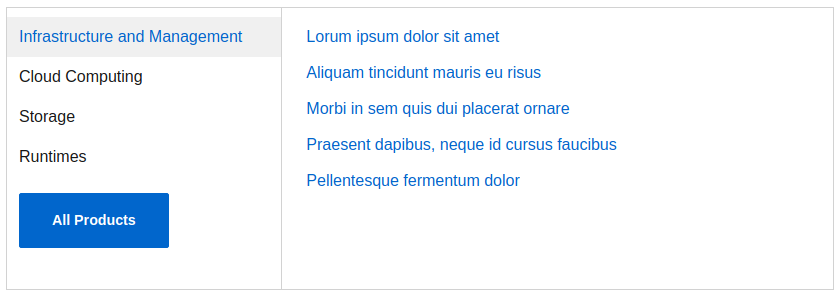 Infrastructure and Management
Cloud Computing
Storage
Runtimes
All Products
Lorum ipsum dolor sit amet
Aliquam tincidunt mauris eu risus
Morbi in sem quis dui placerat ornare
Praesent dapibus, neque id cursus faucibus
Pellentesque fermentum dolor